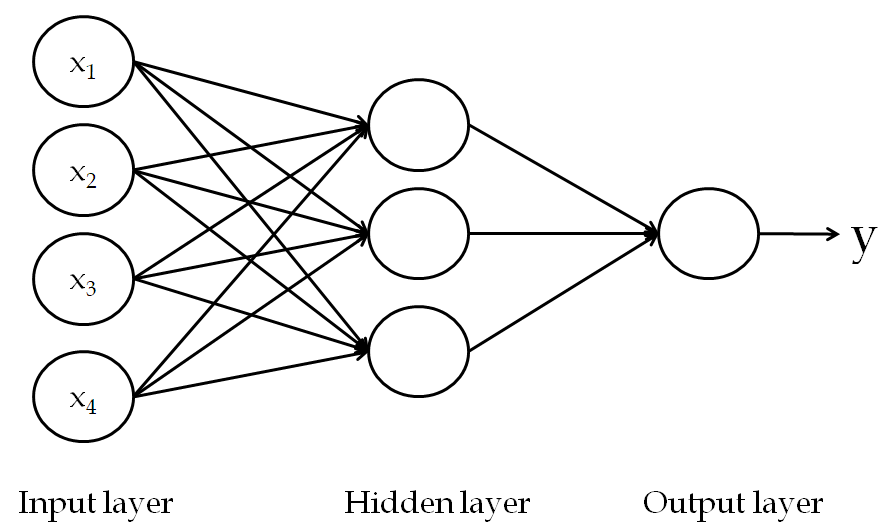 x₁
x₂
x₃
x₄
y
Input layer
Hidden layer
Output layer